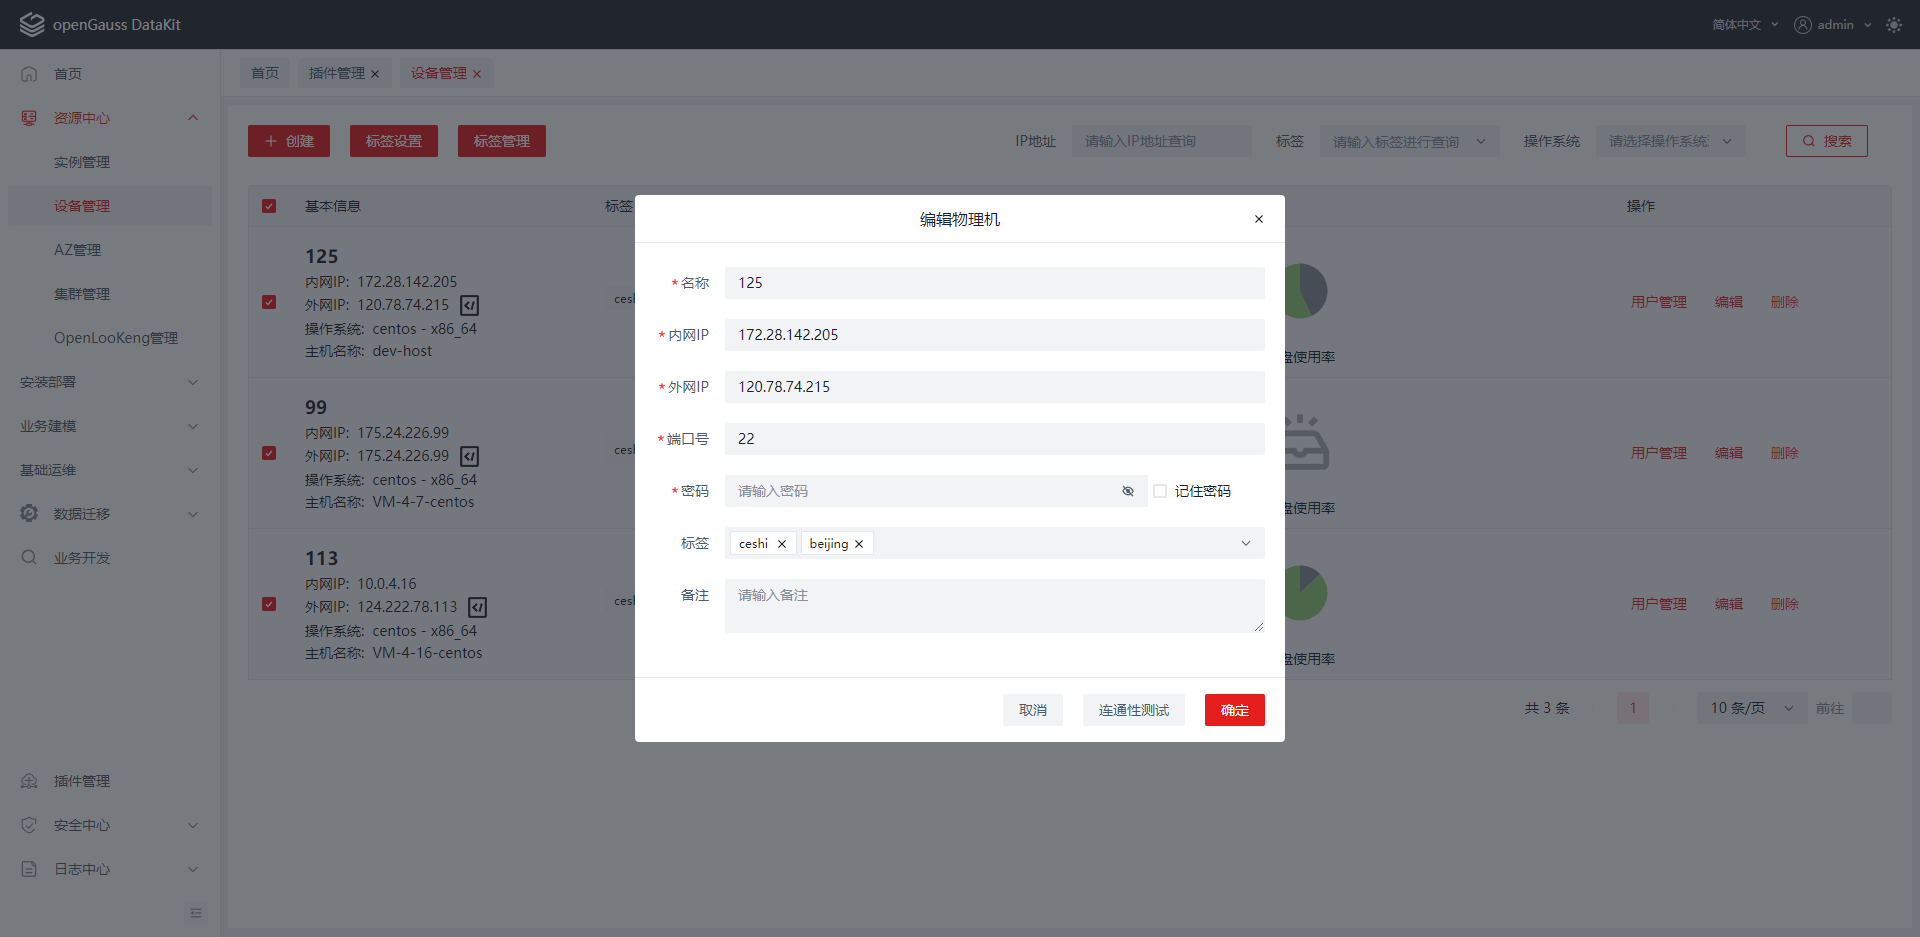 openGauss DataKit
简体中文
admin
首页
资源中心
实例管理
设备管理
AZ管理
集群管理
OpenLooKeng管理
安装部署
业务建模
基础运维
数据迁移
业务开发
插件管理
安全中心
日志中心
首页
插件管理
设备管理
创建
标签设置
标签管理
IP地址
请输入IP地址查询
标签
请输入标签进行查询
操作系统
请选择操作系统
搜索
基本信息
标签
操作
125
内网IP: 172.28.142.205
外网IP: 120.78.74.215
操作系统: centos - x86_64
主机名称: dev-host
盘使用率
用户管理
编辑
删除
99
内网IP: 175.24.226.99
外网IP: 175.24.226.99
操作系统: centos - x86_64
主机名称: VM-4-7-centos
盘使用率
用户管理
编辑
删除
113
内网IP: 10.0.4.16
外网IP: 124.222.78.113
操作系统: centos - x86_64
主机名称: VM-4-16-centos
盘使用率
用户管理
编辑
删除
共 3 条
1
10 条/页
前往
编辑物理机
*名称
125
*内网IP
172.28.142.205
*外网IP
120.78.74.215
*端口号
22
*密码
请输入密码
记住密码
标签
ceshi
beijing
备注
请输入备注
取消
连通性测试
确定